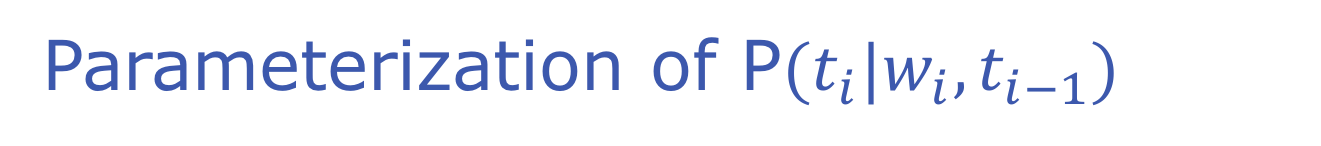 Parameterization of P(tᵢ|wᵢ, tᵢ₋₁)